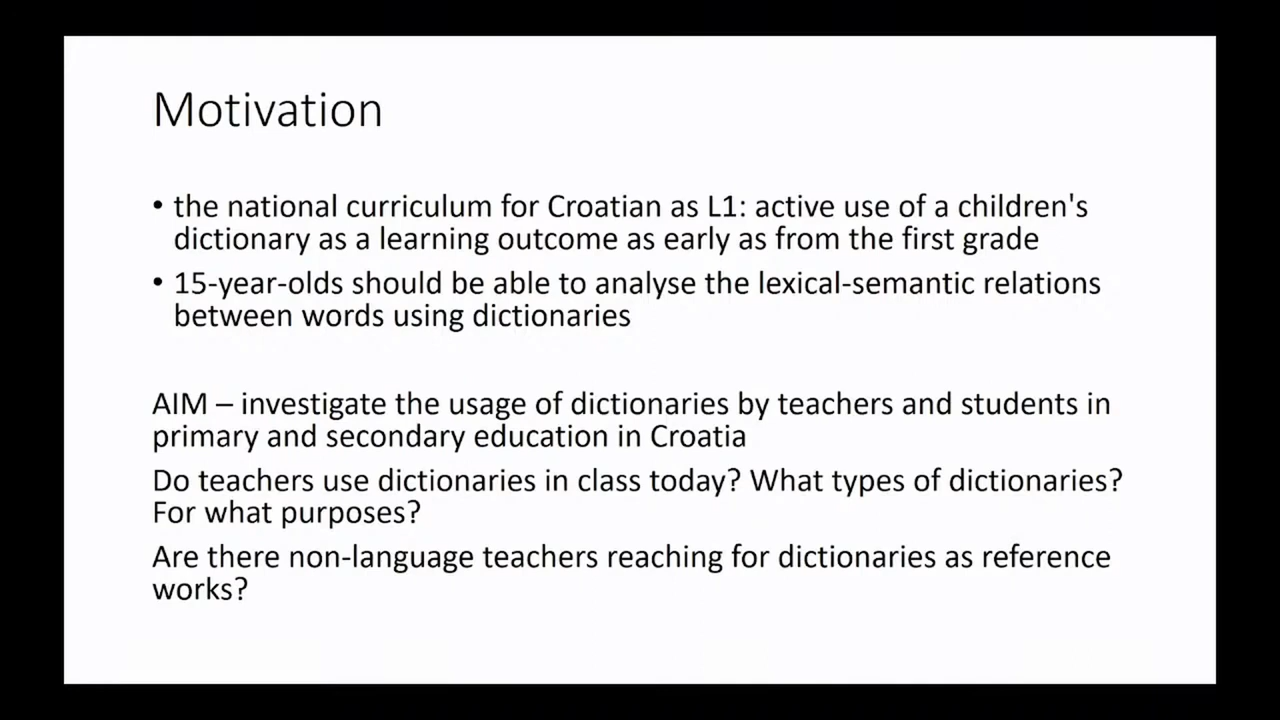 Motivation
• the national curriculum for Croatian as L1: active use of a children's
dictionary as a learning outcome as early as from the first grade
• 15-year-olds should be able to analyse the lexical-semantic relations
between words using dictionaries
AIM – investigate the usage of dictionaries by teachers and students in
primary and secondary education in Croatia
Do teachers use dictionaries in class today? What types of dictionaries?
For what purposes?
Are there non-language teachers reaching for dictionaries as reference
works?